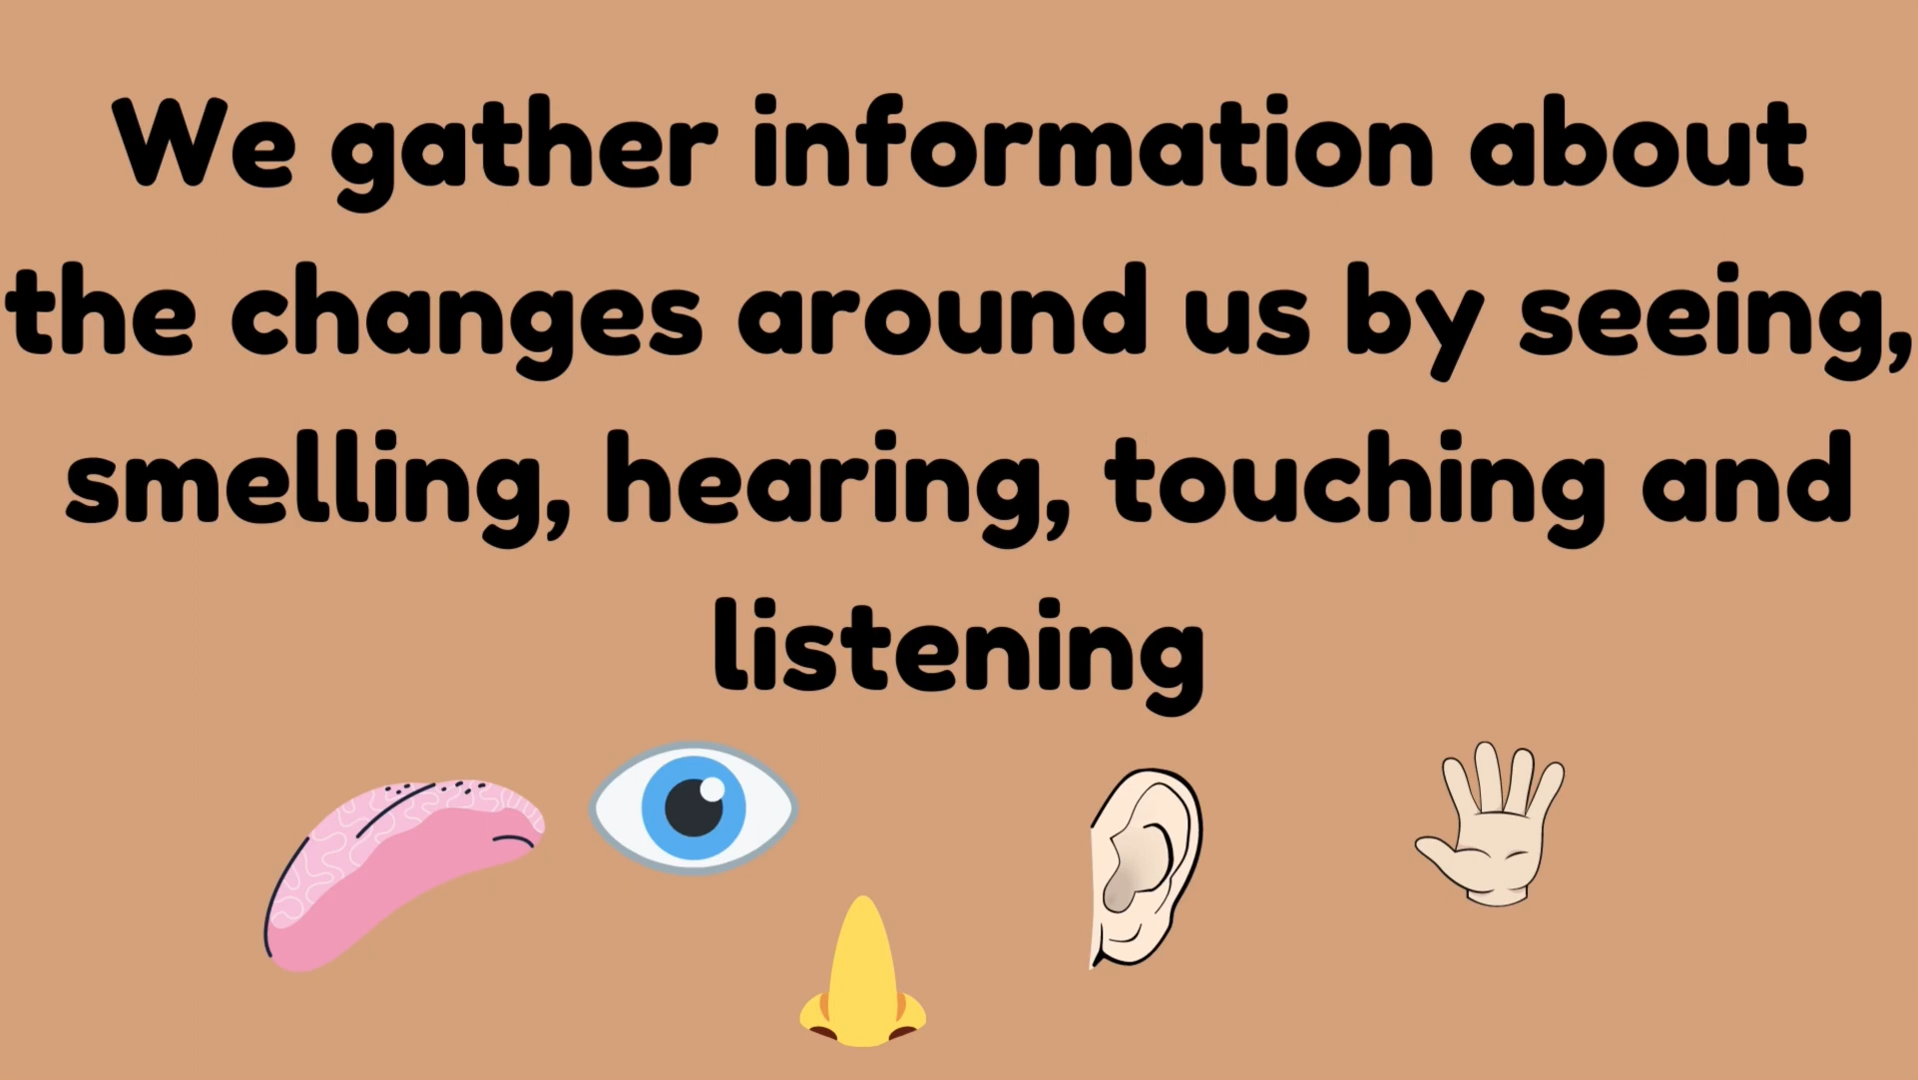 We gather information about
the changes around us by seeing,
smelling, hearing, touching and
listening